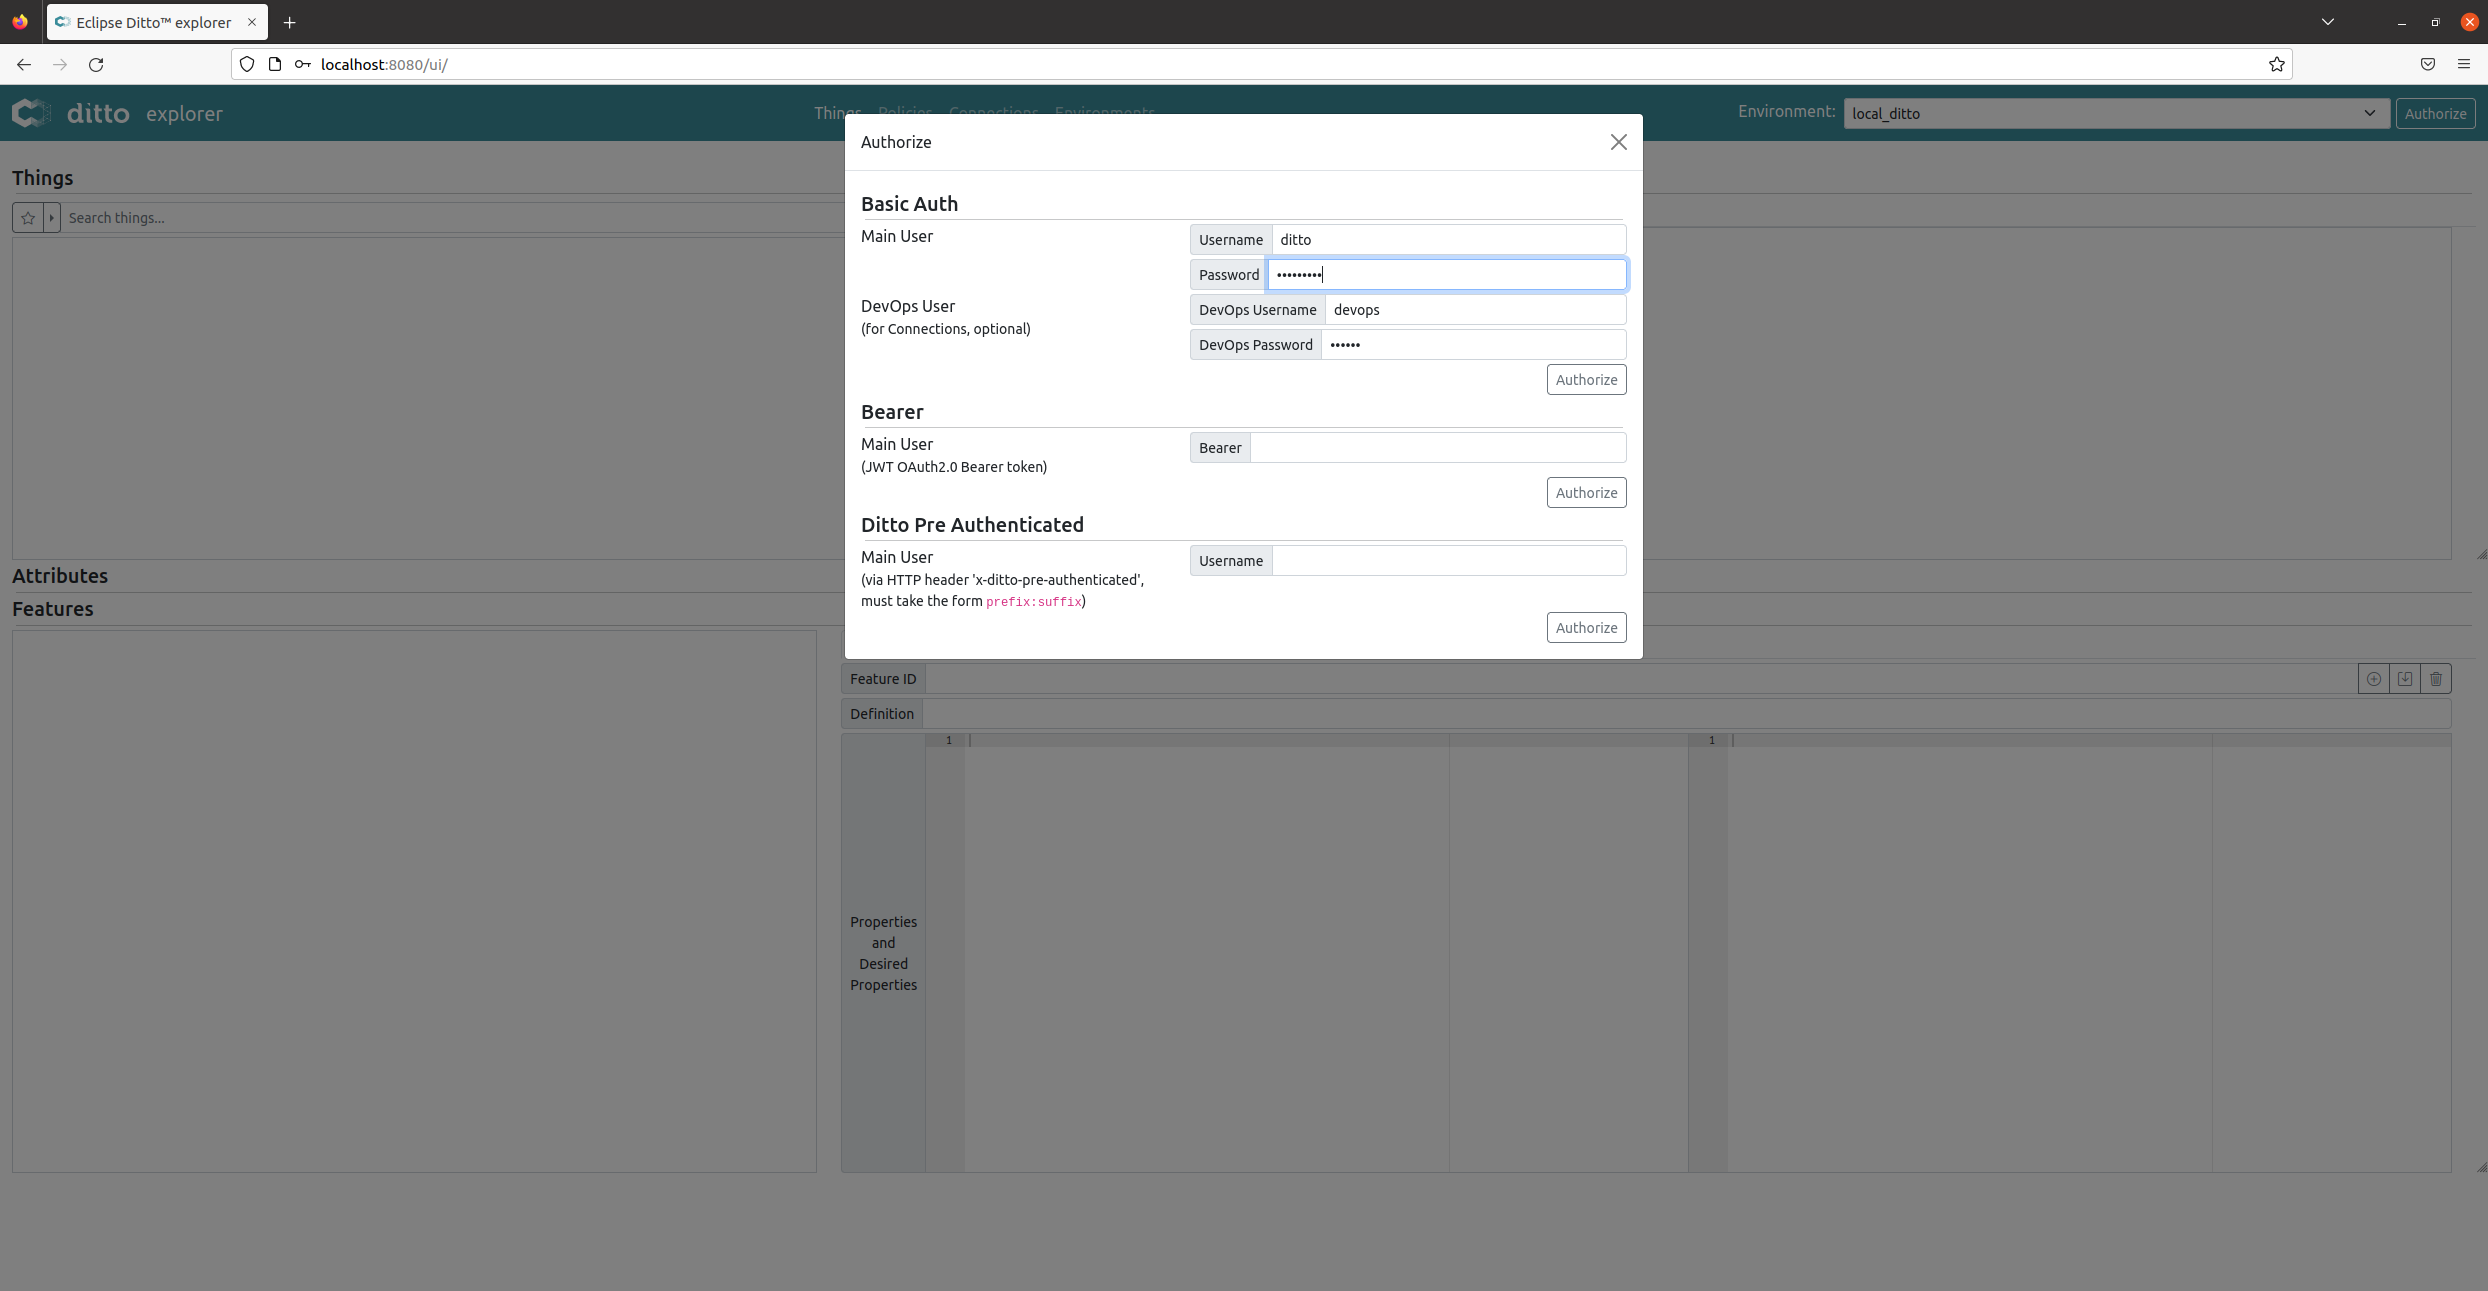 Eclipse Ditto™ explorer
localhost:8080/ui/
ditto explorer
Things Policies Connections Environments
Environment: local_ditto Authorize
Authorize
Things
Search things...
Basic Auth
Main User
Username ditto
Password •••••••••
DevOps User
(for Connections, optional)
DevOps Username devops
DevOps Password ••••••
Authorize
Bearer
Main User
(JWT OAuth2.0 Bearer token)
Bearer
Authorize
Ditto Pre Authenticated
Main User
(via HTTP header 'x-ditto-pre-authenticated',
must take the form prefix:suffix)
Username
Authorize
Attributes
Features
Feature ID
Definition
1
1
Properties
and
Desired
Properties